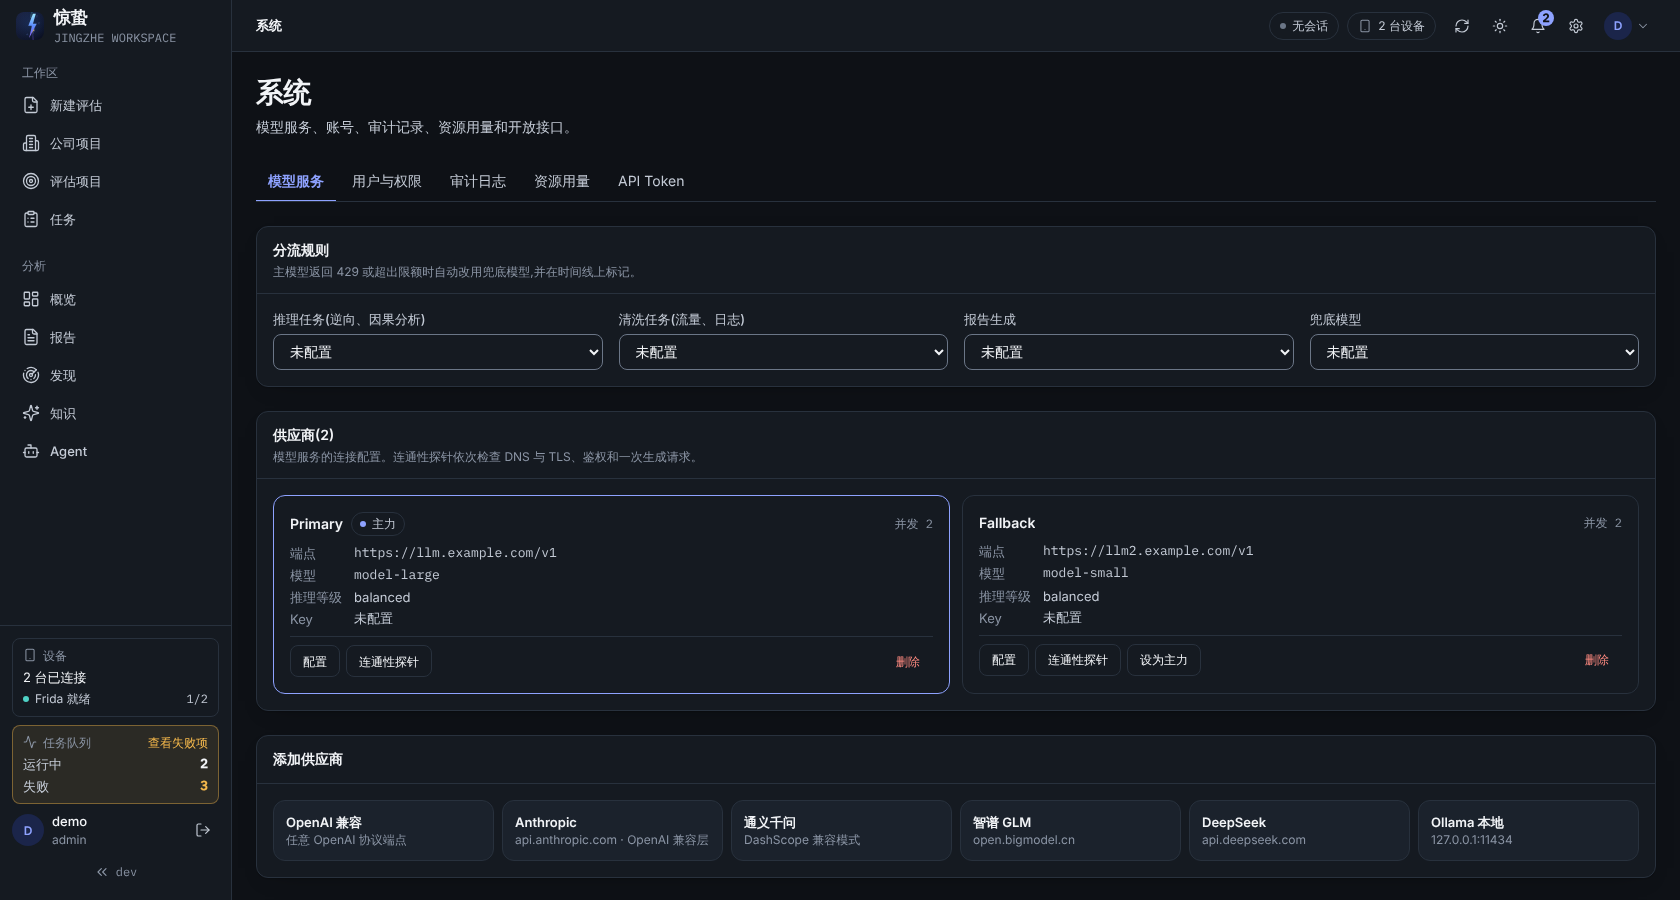 惊蛰
JINGZHE WORKSPACE
工作区
新建评估
公司项目
评估项目
任务
分析
概览
报告
发现
知识
Agent
设备
2 台已连接
Frida 就绪 1/2
任务队列 查看失败项
运行中 2
失败 3
D demo
admin
dev
系统 无会话 2 台设备 2 D
系统
模型服务、账号、审计记录、资源用量和开放接口。
模型服务 用户与权限 审计日志 资源用量 API Token
分流规则
主模型返回 429 或超出限额时自动改用兜底模型,并在时间线上标记。
推理任务(逆向、因果分析) 清洗任务(流量、日志) 报告生成 兜底模型
未配置 未配置 未配置 未配置
供应商(2)
模型服务的连接配置。连通性探针依次检查 DNS 与 TLS、鉴权和一次生成请求。
Primary 主力 并发 2
端点 https://llm.example.com/v1
模型 model-large
推理等级 balanced
Key 未配置
配置 连通性探针 删除
Fallback 并发 2
端点 https://llm2.example.com/v1
模型 model-small
推理等级 balanced
Key 未配置
配置 连通性探针 设为主力 删除
添加供应商
OpenAI 兼容
任意 OpenAI 协议端点
Anthropic
api.anthropic.com · OpenAI 兼容层
通义千问
DashScope 兼容模式
智谱 GLM
open.bigmodel.cn
DeepSeek
api.deepseek.com
Ollama 本地
127.0.0.1:11434